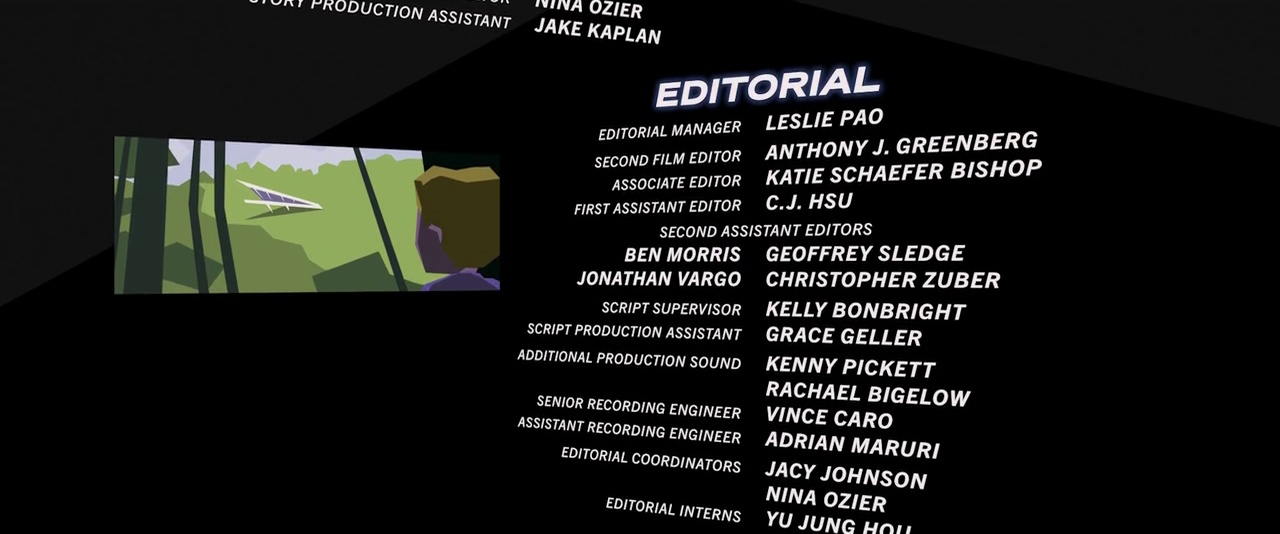 NINA OZIER
STORY PRODUCTION ASSISTANT JAKE KAPLAN
EDITORIAL
EDITORIAL MANAGER LESLIE PAO
SECOND FILM EDITOR ANTHONY J. GREENBERG
ASSOCIATE EDITOR KATIE SCHAEFER BISHOP
FIRST ASSISTANT EDITOR C.J. HSU
SECOND ASSISTANT EDITORS
BEN MORRIS GEOFFREY SLEDGE
JONATHAN VARGO CHRISTOPHER ZUBER
SCRIPT SUPERVISOR KELLY BONBRIGHT
SCRIPT PRODUCTION ASSISTANT GRACE GELLER
ADDITIONAL PRODUCTION SOUND KENNY PICKETT
RACHAEL BIGELOW
SENIOR RECORDING ENGINEER VINCE CARO
ASSISTANT RECORDING ENGINEER ADRIAN MARURI
EDITORIAL COORDINATORS JACY JOHNSON
NINA OZIER
EDITORIAL INTERNS YU JUNG HOU